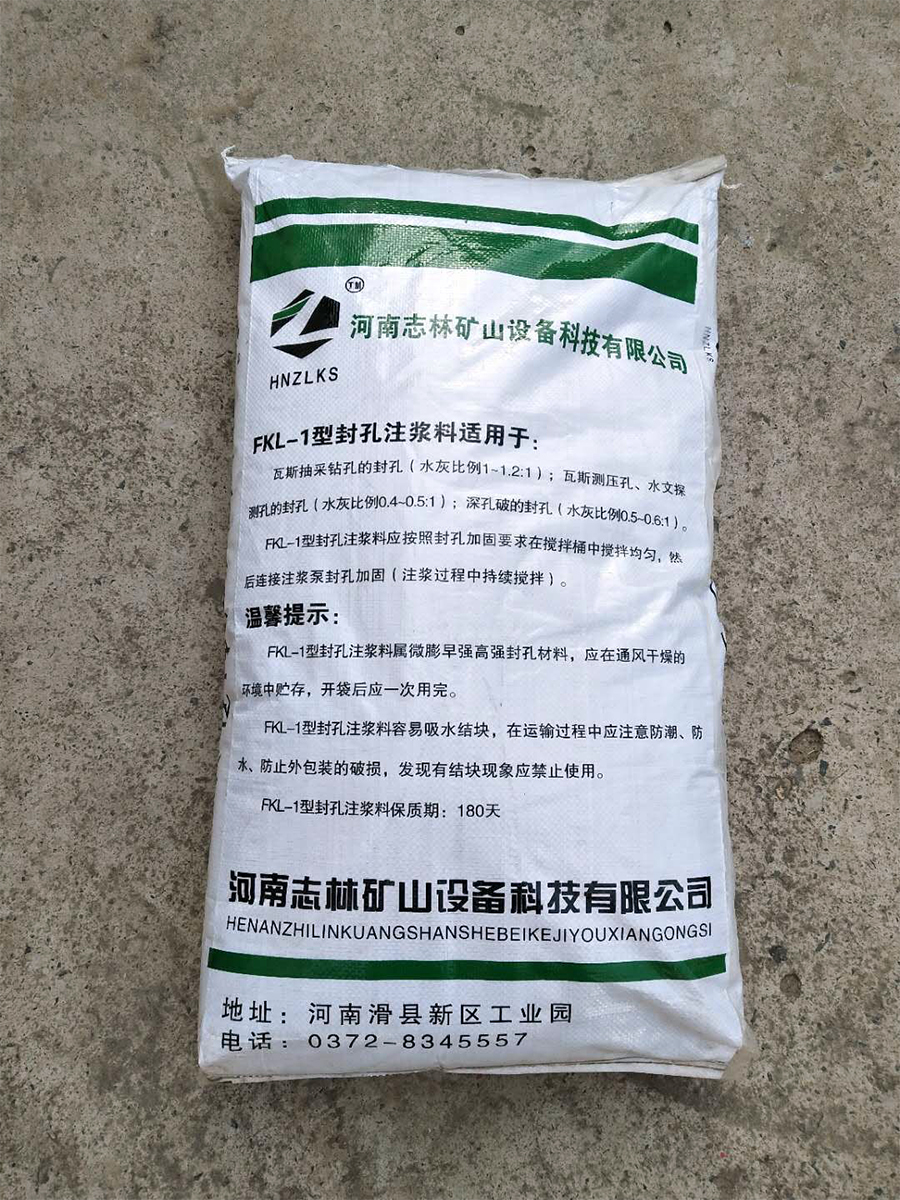 TM
河南志林矿山设备科技有限公司
HNZLKS
HNZLKS
FKL-1型封孔注浆料适用于：
瓦斯抽采钻孔的封孔（水灰比例1~1.2:1）；瓦斯测压孔、水文探
测孔的封孔（水灰比例0.4~0.5:1）；深孔破的封孔（水灰比例0.5~0.6:1）。
FKL-1型封孔注浆料应按照封孔加固要求在搅拌桶中搅拌均匀，然
后连接注浆泵封孔加固（注浆过程中持续搅拌）。
温馨提示：
FKL-1型封孔注浆料属微膨早强高强封孔材料，应在通风干燥的
环境中贮存，开袋后应一次用完。
FKL-1型封孔注浆料容易吸水结块，在运输过程中应注意防潮、防
水、防止外包装的破损，发现有结块现象应禁止使用。
FKL-1型封孔注浆料保质期：180天
河南志林矿山设备科技有限公司
HENANZHILINKUANGSHANSHEBEIKEJIYOUXIANGONGSI
地址：河南滑县新区工业园
电话：0372-8345557